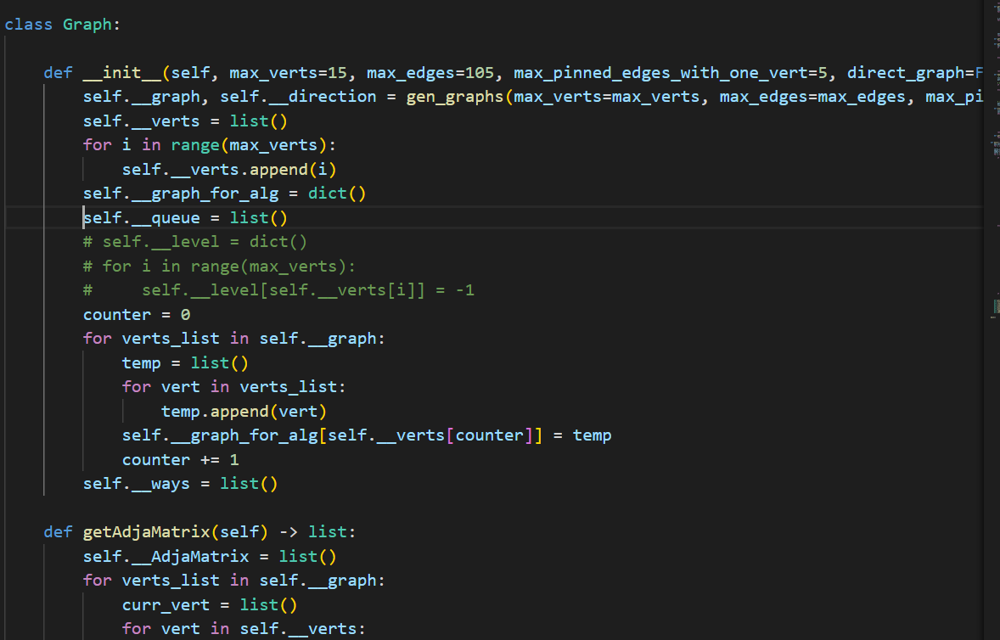 class Graph:
    def __init__(self, max_verts=15, max_edges=105, max_pinned_edges_with_one_vert=5, direct_graph=F
        self.__graph, self.__direction = gen_graphs(max_verts=max_verts, max_edges=max_edges, max_pi
        self.__verts = list()
        for i in range(max_verts):
            self.__verts.append(i)
        self.__graph_for_alg = dict()
        self.__queue = list()
        # self.__level = dict()
        # for i in range(max_verts):
        #     self.__level[self.__verts[i]] = -1
        counter = 0
        for verts_list in self.__graph:
            temp = list()
            for vert in verts_list:
                temp.append(vert)
            self.__graph_for_alg[self.__verts[counter]] = temp
            counter += 1
        self.__ways = list()
    def getAdjaMatrix(self) -> list:
        self.__AdjaMatrix = list()
        for verts_list in self.__graph:
            curr_vert = list()
            for vert in self.__verts: